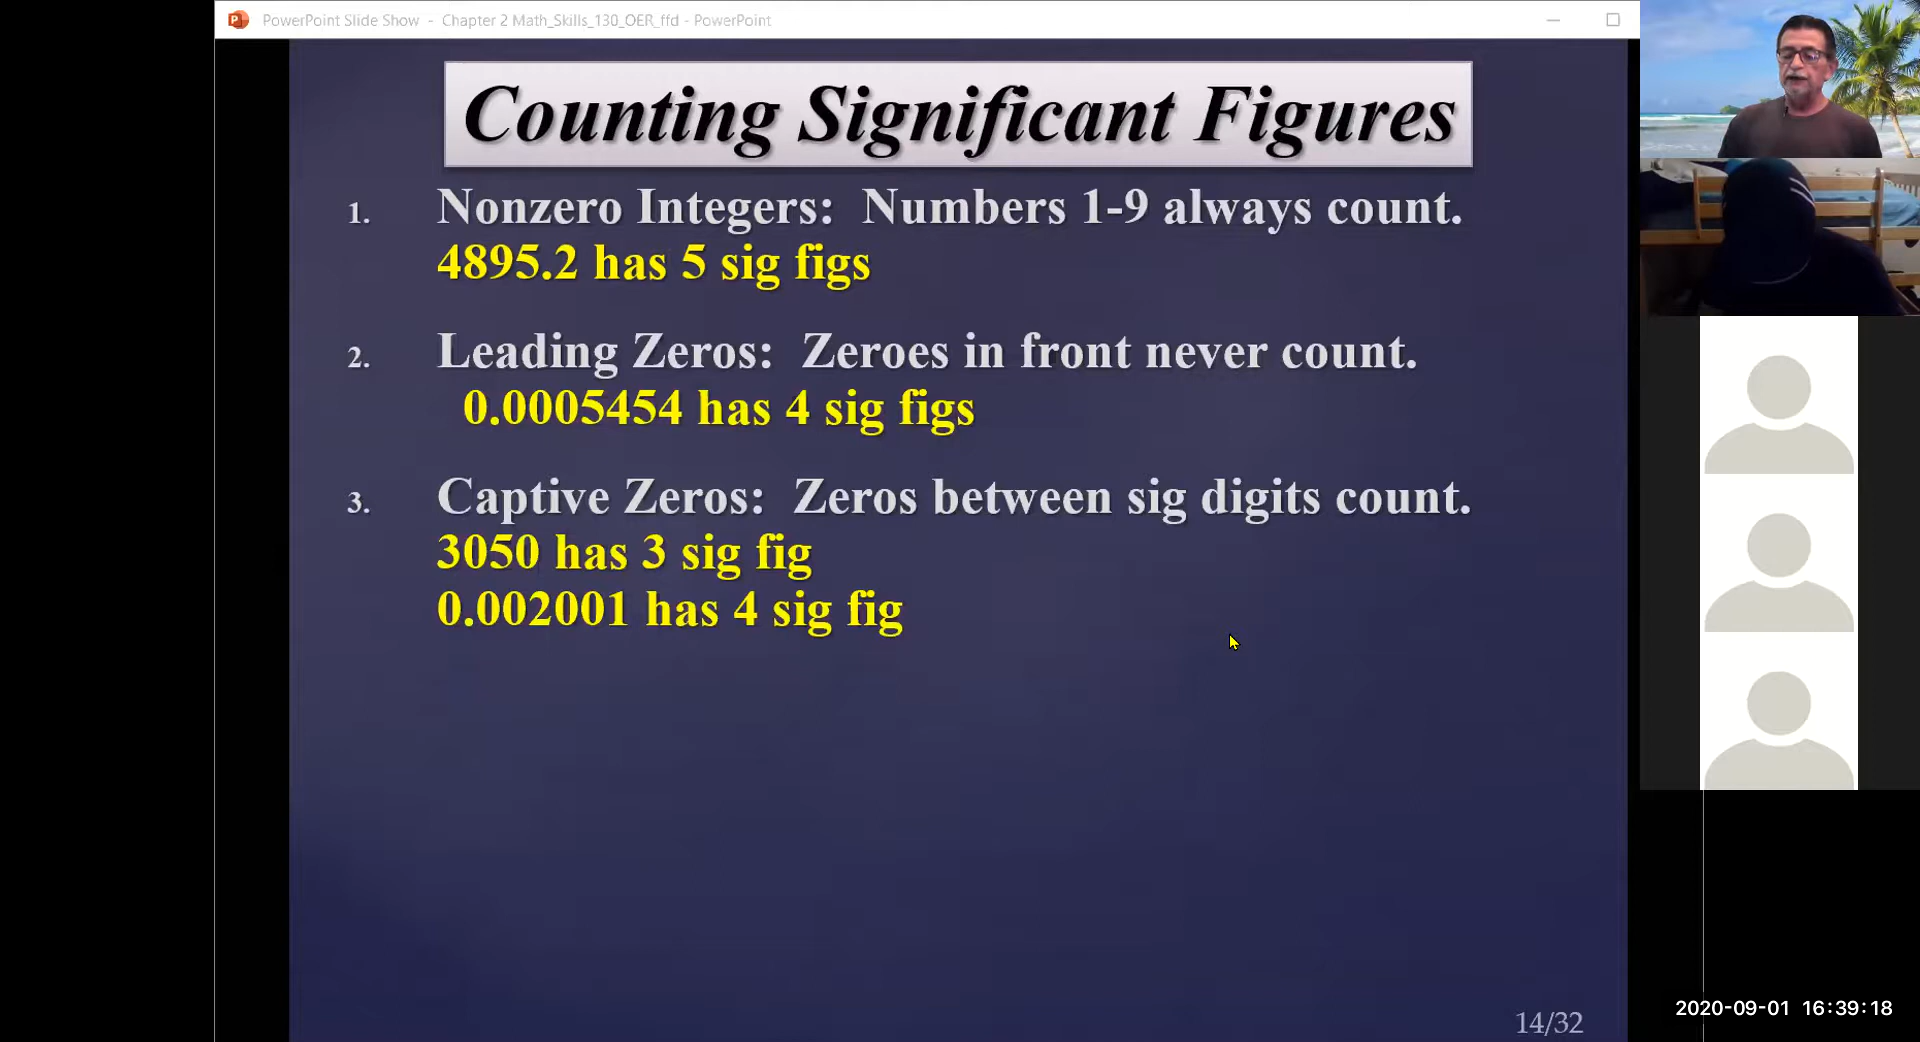 PowerPoint Slide Show - Chapter 2 Math_Skills_130_OER_ffd - PowerPoint
Counting Significant Figures
1. Nonzero Integers: Numbers 1-9 always count.
4895.2 has 5 sig figs
2. Leading Zeros: Zeroes in front never count.
0.0005454 has 4 sig figs
3. Captive Zeros: Zeros between sig digits count.
3050 has 3 sig fig
0.002001 has 4 sig fig
14/32
2020-09-01 16:39:18